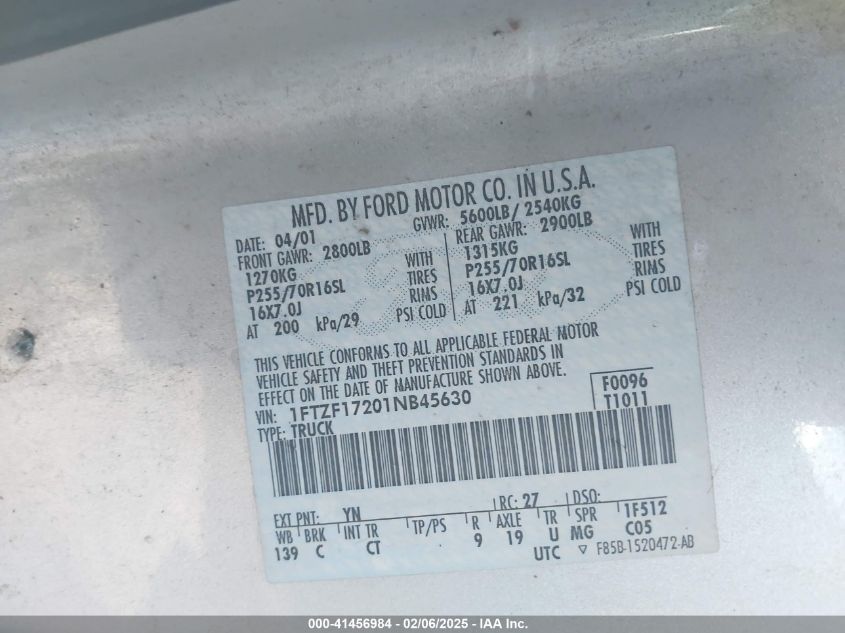 MFD. BY FORD MOTOR CO. IN U.S.A.
DATE: 04/01 GVWR: 5600LB/ 2540KG
FRONT GAWR: 2800LB REAR GAWR: 2900LB
1270KG WITH 1315KG WITH
P255/70R16SL TIRES P255/70R16SL TIRES
16X7.0J RIMS 16X7.0J RIMS
AT 200 kPa/29 PSI COLD AT 221 kPa/32 PSI COLD
THIS VEHICLE CONFORMS TO ALL APPLICABLE FEDERAL MOTOR
VEHICLE SAFETY AND THEFT PREVENTION STANDARDS IN
EFFECT ON THE DATE OF MANUFACTURE SHOWN ABOVE.
VIN: 1FTZF17201NB45630 F0096
TYPE: TRUCK T1011
EXT PNT: YN RC: 27 DSO:
WB BRK INT TR TP/PS R AXLE TR SPR 1F512
139 C CT 9 19 U MG C05
UTC F85B-1520472-AB
000-41456984 - 02/06/2025 - IAA Inc.